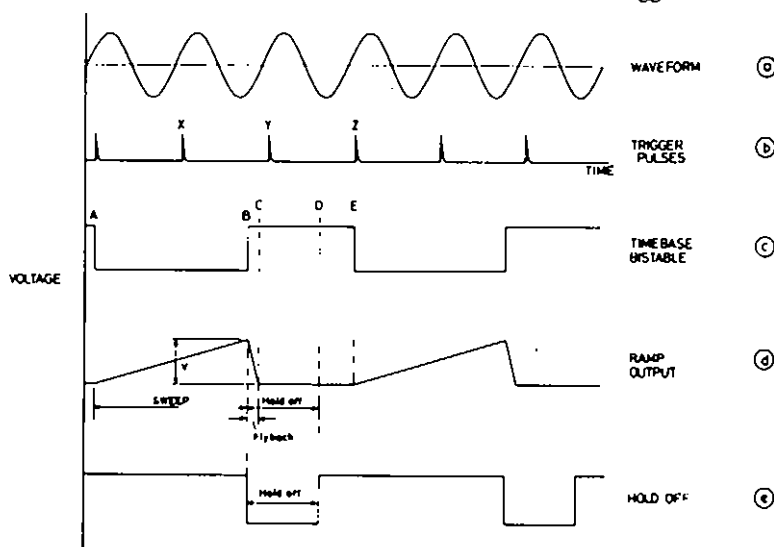 WAVEFORM a
X Y Z
TRIGGER PULSES b
TIME
A B C D E
TIMEBASE BISTABLE c
VOLTAGE
V
RAMP OUTPUT d
SWEEP
Hold off
Flyback
Hold off
HOLD OFF e